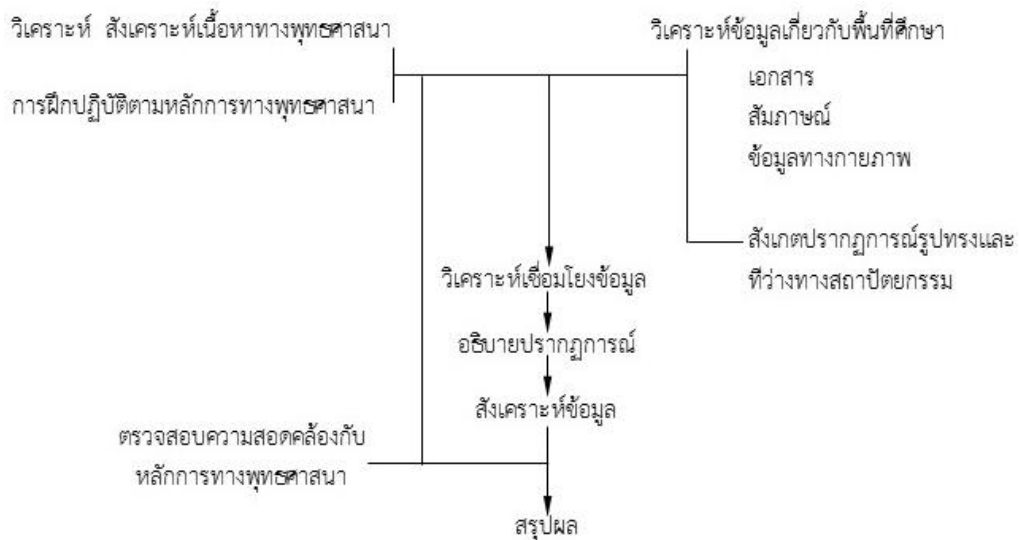 วิเคราะห์ สังเคราะห์เนื้อหาทางพุทธศาสนา
วิเคราะห์ข้อมูลเกี่ยวกับพื้นที่ศึกษา
เอกสาร
การฝึกปฏิบัติตามหลักการทางพุทธศาสนา
สัมภาษณ์
ข้อมูลทางกายภาพ
สังเกตปรากฏการณ์รูปทรงและ
ที่ว่างทางสถาปัตยกรรม
วิเคราะห์เชื่อมโยงข้อมูล
อธิบายปรากฏการณ์
สังเคราะห์ข้อมูล
ตรวจสอบความสอดคล้องกับ
หลักการทางพุทธศาสนา
สรุปผล